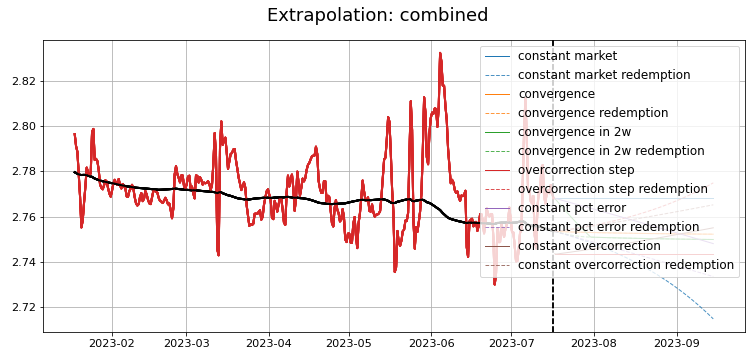 Extrapolation: combined
2.82
2.80
2.78
2.76
2.74
2.72
2023-02
2023-03
2023-04
2023-05
2023-06
2023-07
2023-08
2023-09
constant market
constant market redemption
convergence
convergence redemption
convergence in 2w
convergence in 2w redemption
overcorrection step
overcorrection step redemption
constant pct error
constant pct error redemption
constant overcorrection
constant overcorrection redemption